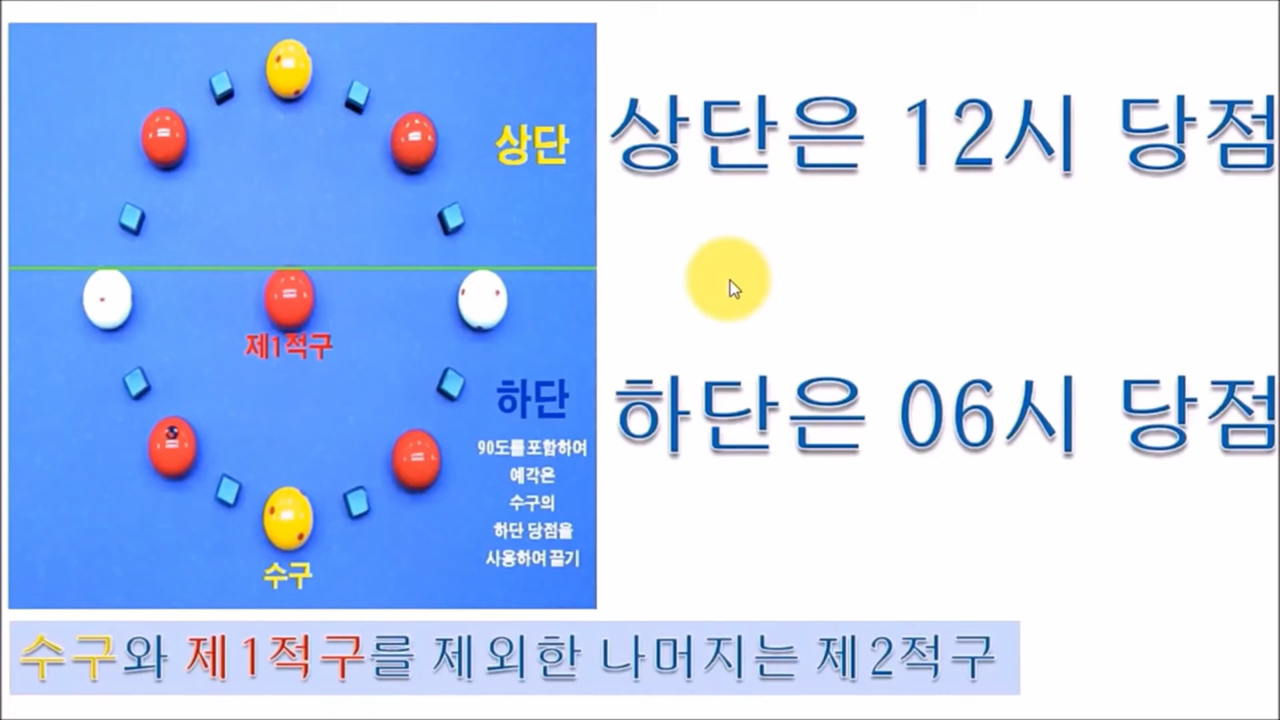 상단
상단은 12시 당점
제1적구
하단
하단은 06시 당점
90도를 포함하여
예각은
수구의
하단 당점을
사용하여 끌기
수구
수구와 제1적구를 제외한 나머지는 제2적구